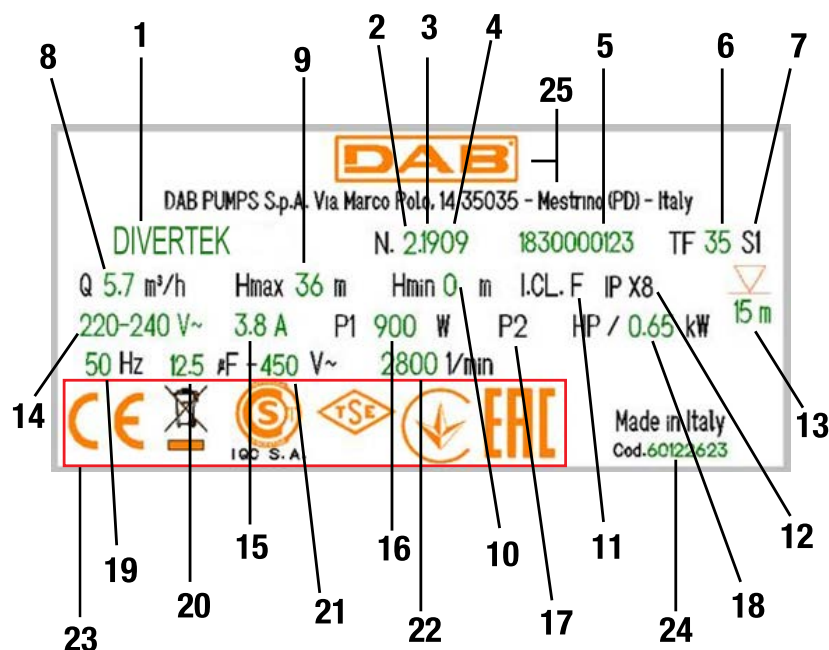 1 2 3 4 5 6 7
8 9 25
DAB
DAB PUMPS S.p.A. Via Marco Polo, 14 35035 - Mestrino (PD) - Italy
DIVERTEK N. 2.1909 1830000123 TF 35 S1
Q 5.7 m³/h Hmax 36 m Hmin 0 m I.CL. F IP X8
220-240 V~ 3.8 A P1 900 W P2 HP / 0.65 kW 15 m
50 Hz 12.5 µF - 450 V~ 2800 1/min
CE S TSE EAC
IQC S.A.
Made in Italy
Cod.60122623
14 13
19 20 15 21 16 22 10 17 11 18 12
23 24